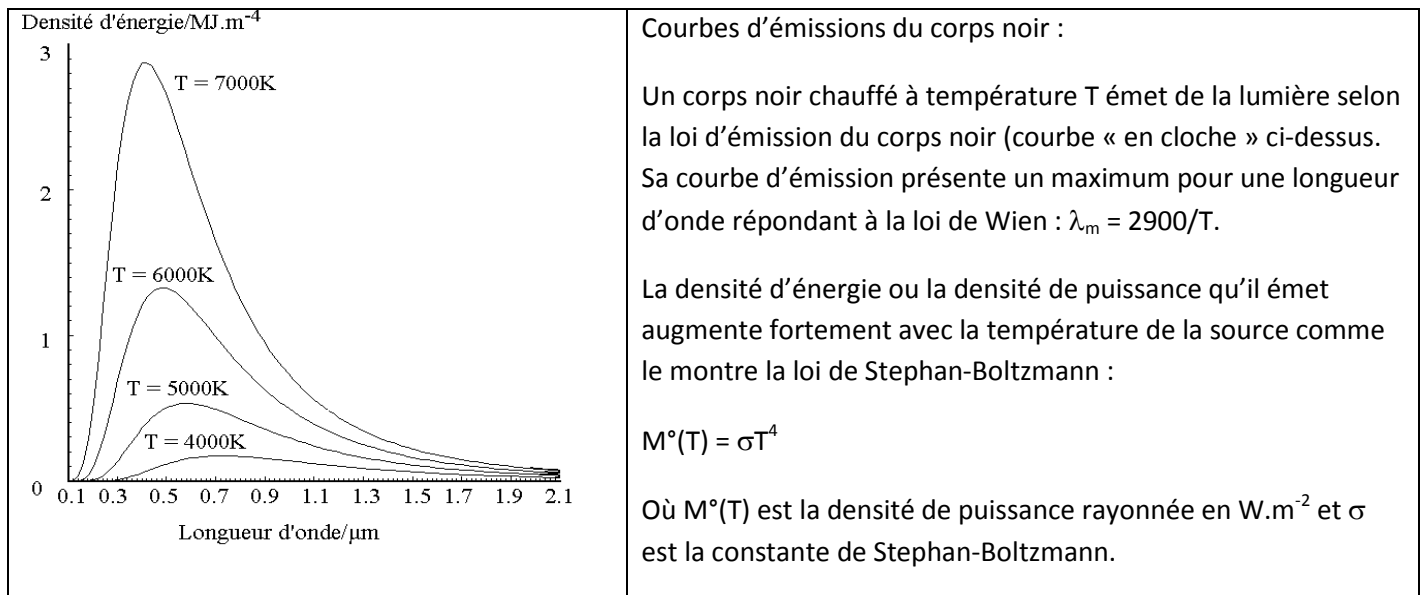 Densité d'énergie/MJ.m-4
3
T = 7000K
2
T = 6000K
1
T = 5000K
T = 4000K
0
0.1 0.3 0.5 0.7 0.9 1.1 1.3 1.5 1.7 1.9 2.1
Longueur d'onde/µm
Courbes d’émissions du corps noir :
Un corps noir chauffé à température T émet de la lumière selon
la loi d’émission du corps noir (courbe « en cloche » ci-dessus.
Sa courbe d’émission présente un maximum pour une longueur
d’onde répondant à la loi de Wien : λm = 2900/T.
La densité d’énergie ou la densité de puissance qu’il émet
augmente fortement avec la température de la source comme
le montre la loi de Stephan-Boltzmann :
M°(T) = σT4
Où M°(T) est la densité de puissance rayonnée en W.m-2 et σ
est la constante de Stephan-Boltzmann.